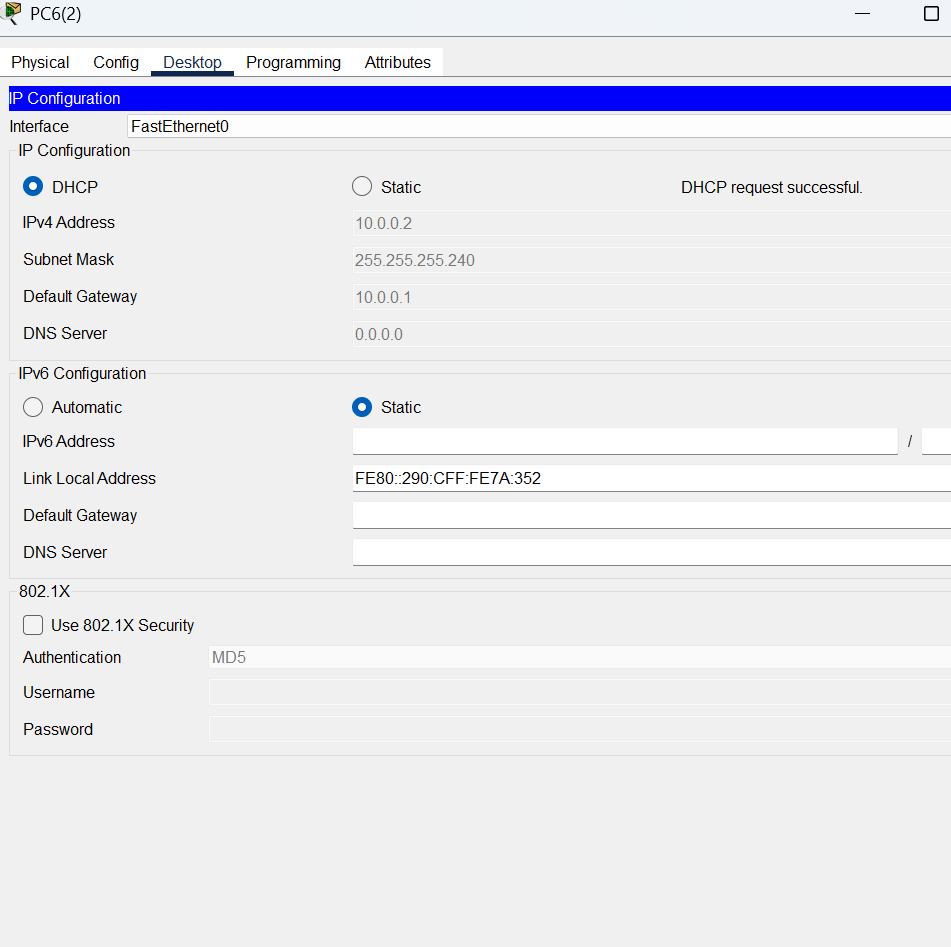 PC6(2)
Physical Config Desktop Programming Attributes
IP Configuration
Interface FastEthernet0
IP Configuration
DHCP Static DHCP request successful.
IPv4 Address 10.0.0.2
Subnet Mask 255.255.255.240
Default Gateway 10.0.0.1
DNS Server 0.0.0.0
IPv6 Configuration
Automatic Static
IPv6 Address /
Link Local Address FE80::290:CFF:FE7A:352
Default Gateway
DNS Server
802.1X
Use 802.1X Security
Authentication MD5
Username
Password